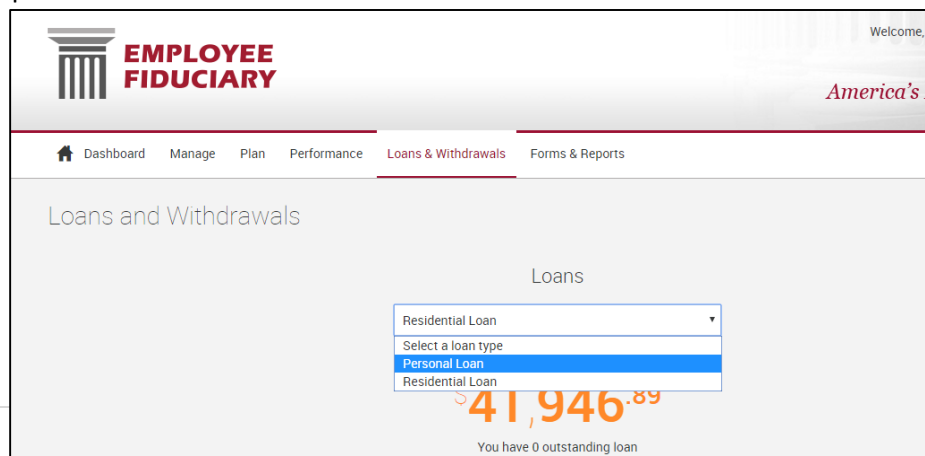 Welcome,
EMPLOYEE
FIDUCIARY
America's
Dashboard Manage Plan Performance Loans & Withdrawals Forms & Reports
Loans and Withdrawals
Loans
Residential Loan
Select a loan type
Personal Loan
Residential Loan
$41,946.89
You have 0 outstanding loan